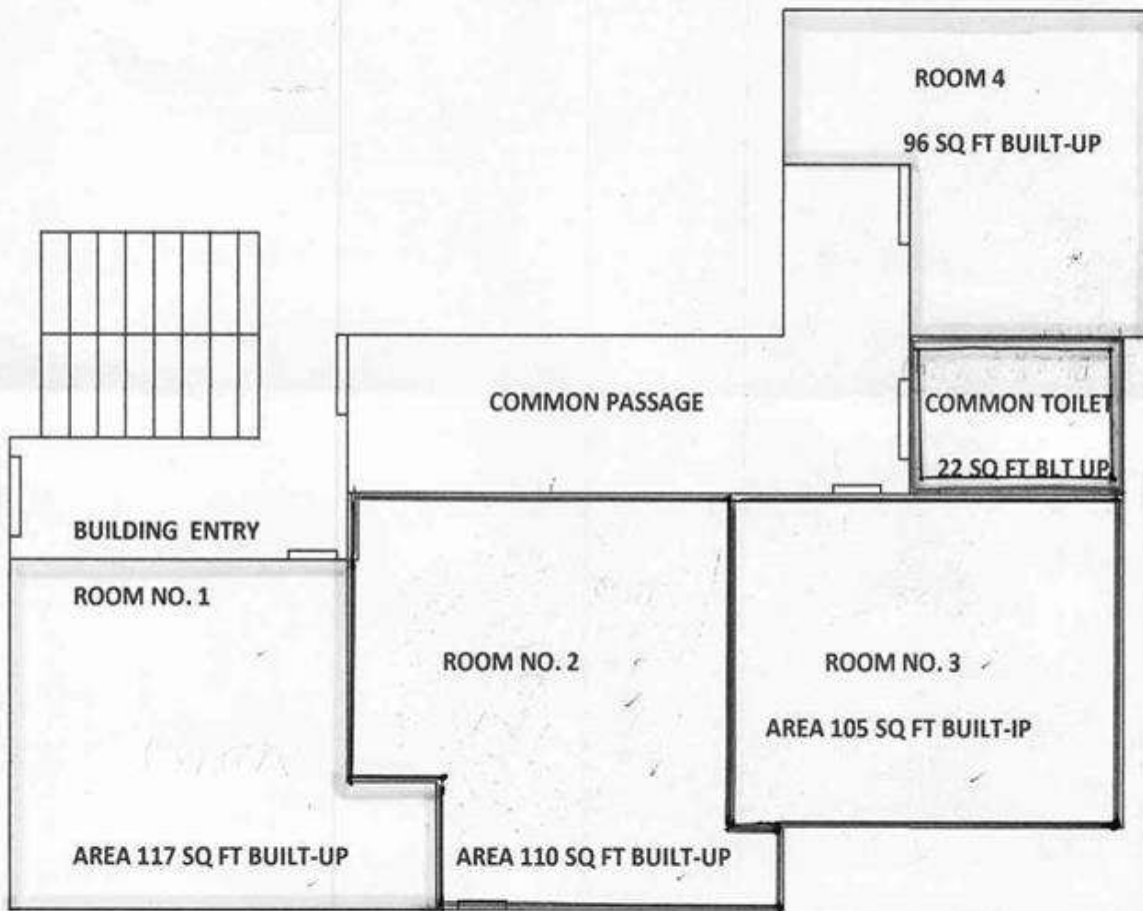 ROOM 4
96 SQ FT BUILT-UP
COMMON PASSAGE
COMMON TOILET
22 SQ FT BLT UP
BUILDING ENTRY
ROOM NO. 1
ROOM NO. 2
ROOM NO. 3
AREA 105 SQ FT BUILT-IP
AREA 117 SQ FT BUILT-UP
AREA 110 SQ FT BUILT-UP